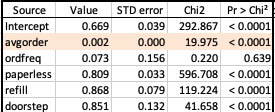 Source Value STD error Chi2 Pr > Chi²
Intercept 0.669 0.039 292.867 < 0.0001
avgorder 0.002 0.000 19.975 < 0.0001
ordfreq 0.073 0.156 0.220 0.639
paperless 0.809 0.033 596.708 < 0.0001
refill 0.868 0.079 119.224 < 0.0001
doorstep 0.851 0.132 41.658 < 0.0001